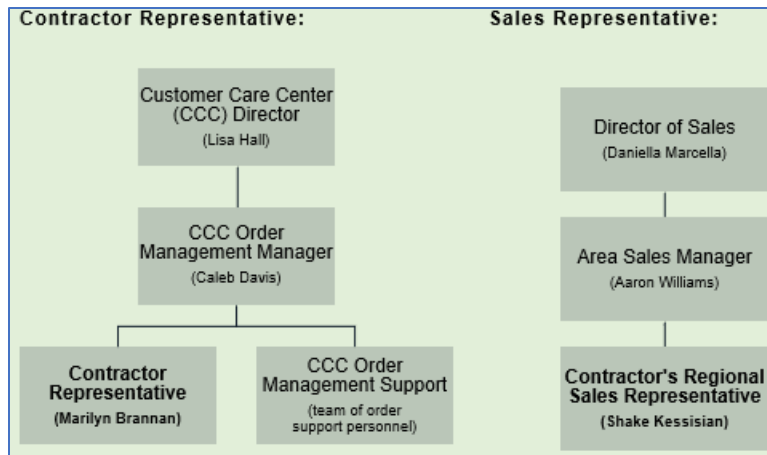 Contractor Representative:
Customer Care Center
(CCC) Director
(Lisa Hall)
CCC Order
Management Manager
(Caleb Davis)
Contractor
Representative
(Marilyn Brannan)
CCC Order
Management Support
(team of order
support personnel)
Sales Representative:
Director of Sales
(Daniella Marcella)
Area Sales Manager
(Aaron Williams)
Contractor's Regional
Sales Representative
(Shake Kessisian)